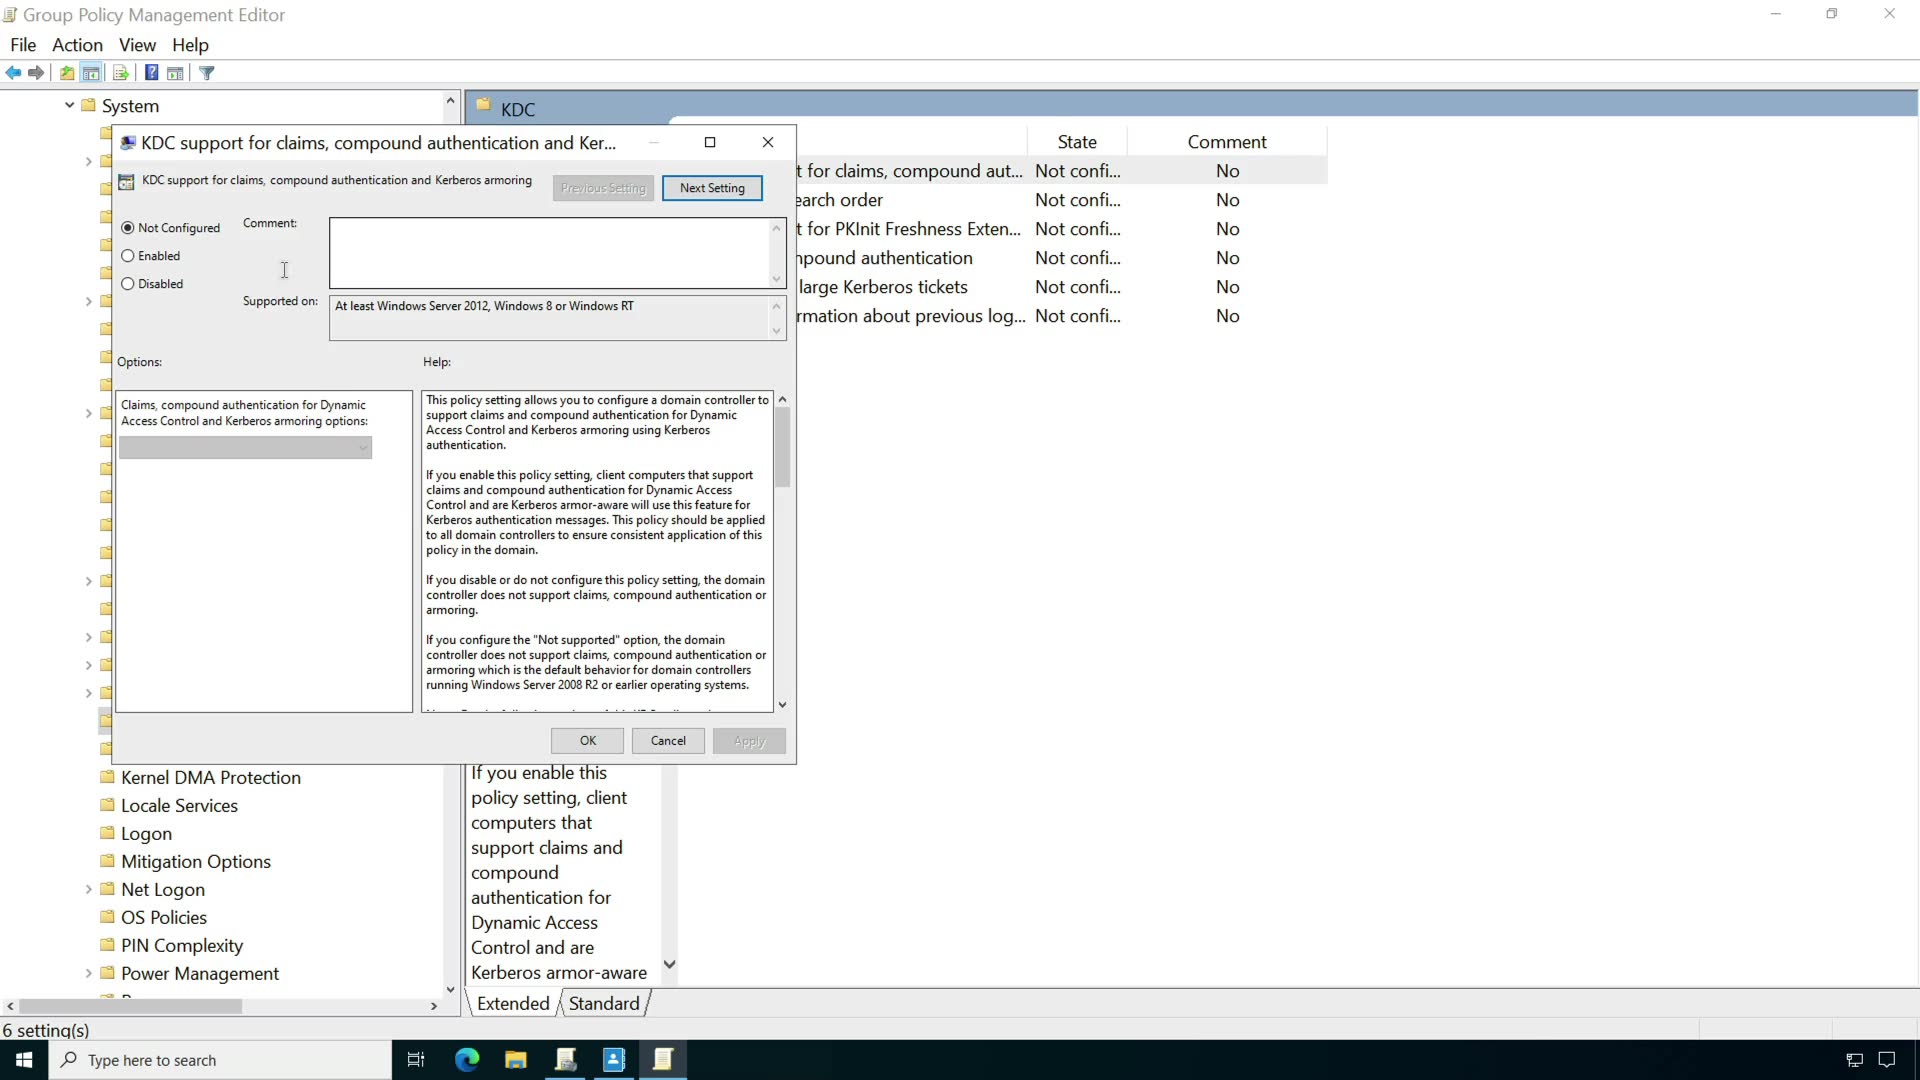 Group Policy Management Editor
File Action View Help
System
KDC
KDC support for claims, compound authentication and Ker...
KDC support for claims, compound authentication and Kerberos armoring
Previous Setting
Next Setting
Not Configured
Enabled
Disabled
Comment:
Supported on:
At least Windows Server 2012, Windows 8 or Windows RT
Options:
Help:
Claims, compound authentication for Dynamic
Access Control and Kerberos armoring options:
This policy setting allows you to configure a domain controller to
support claims and compound authentication for Dynamic
Access Control and Kerberos armoring using Kerberos
authentication.
If you enable this policy setting, client computers that support
claims and compound authentication for Dynamic Access
Control and are Kerberos armor-aware will use this feature for
Kerberos authentication messages. This policy should be applied
to all domain controllers to ensure consistent application of this
policy in the domain.
If you disable or do not configure this policy setting, the domain
controller does not support claims, compound authentication or
armoring.
If you configure the "Not supported" option, the domain
controller does not support claims, compound authentication or
armoring which is the default behavior for domain controllers
running Windows Server 2008 R2 or earlier operating systems.
OK
Cancel
Apply
State Comment
t for claims, compound aut... Not confi... No
earch order Not confi... No
t for PKInit Freshness Exten... Not confi... No
pound authentication Not confi... No
large Kerberos tickets Not confi... No
rmation about previous log... Not confi... No
Kernel DMA Protection
Locale Services
Logon
Mitigation Options
Net Logon
OS Policies
PIN Complexity
Power Management
If you enable this
policy setting, client
computers that
support claims and
compound
authentication for
Dynamic Access
Control and are
Kerberos armor-aware
Extended
Standard
6 setting(s)
Type here to search